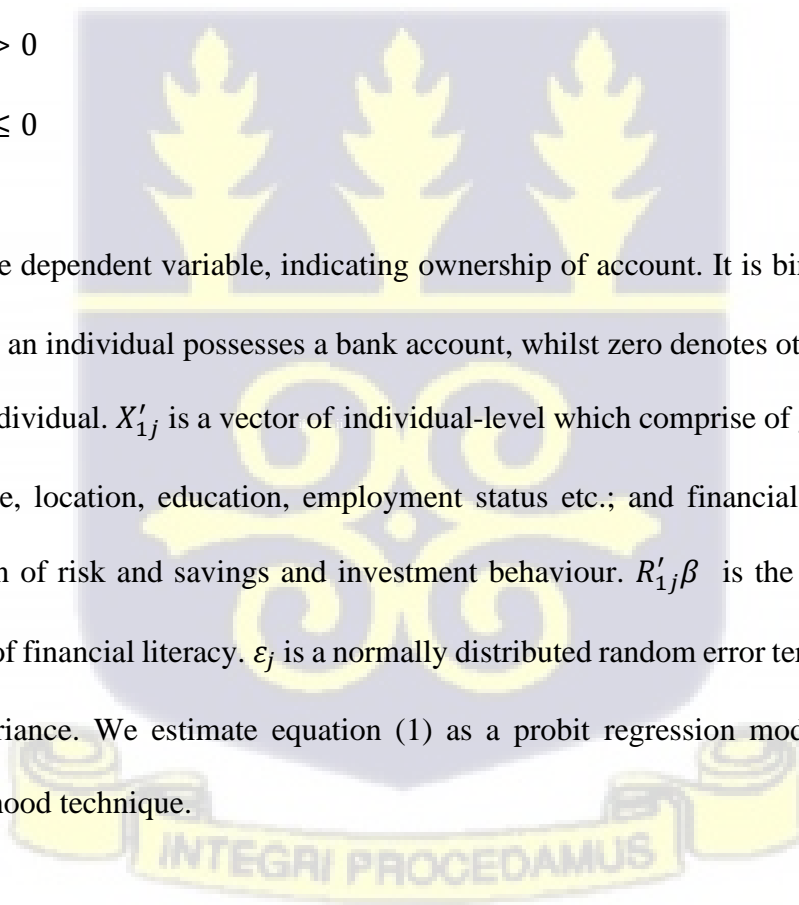 > 0
≤ 0
e dependent variable, indicating ownership of account. It is bi
an individual possesses a bank account, whilst zero denotes ot
dividual. X′₁ⱼ is a vector of individual-level which comprise of
e, location, education, employment status etc.; and financial
n of risk and savings and investment behaviour. R′₁ⱼβ is the
of financial literacy. εⱼ is a normally distributed random error ter
riance. We estimate equation (1) as a probit regression mod
hood technique.
INTEGRI PROCEDAMUS